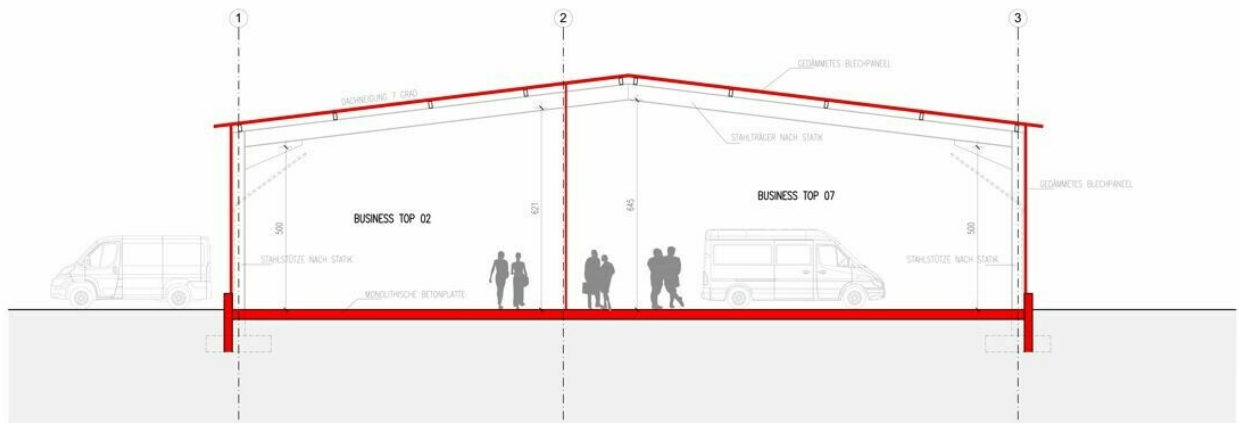 1
2
3
GEDÄMMTES BLECHPANEEL
DACHNEIGUNG 7 GRAD
STAHLTRÄGER NACH STATIK
GEDÄMMTES BLECHPANEEL
BUSINESS TOP 02
BUSINESS TOP 07
500
621
645
500
STAHLSTÜTZE NACH STATIK
STAHLSTÜTZE NACH STATIK
MONOLITHISCHE BETONPLATTE